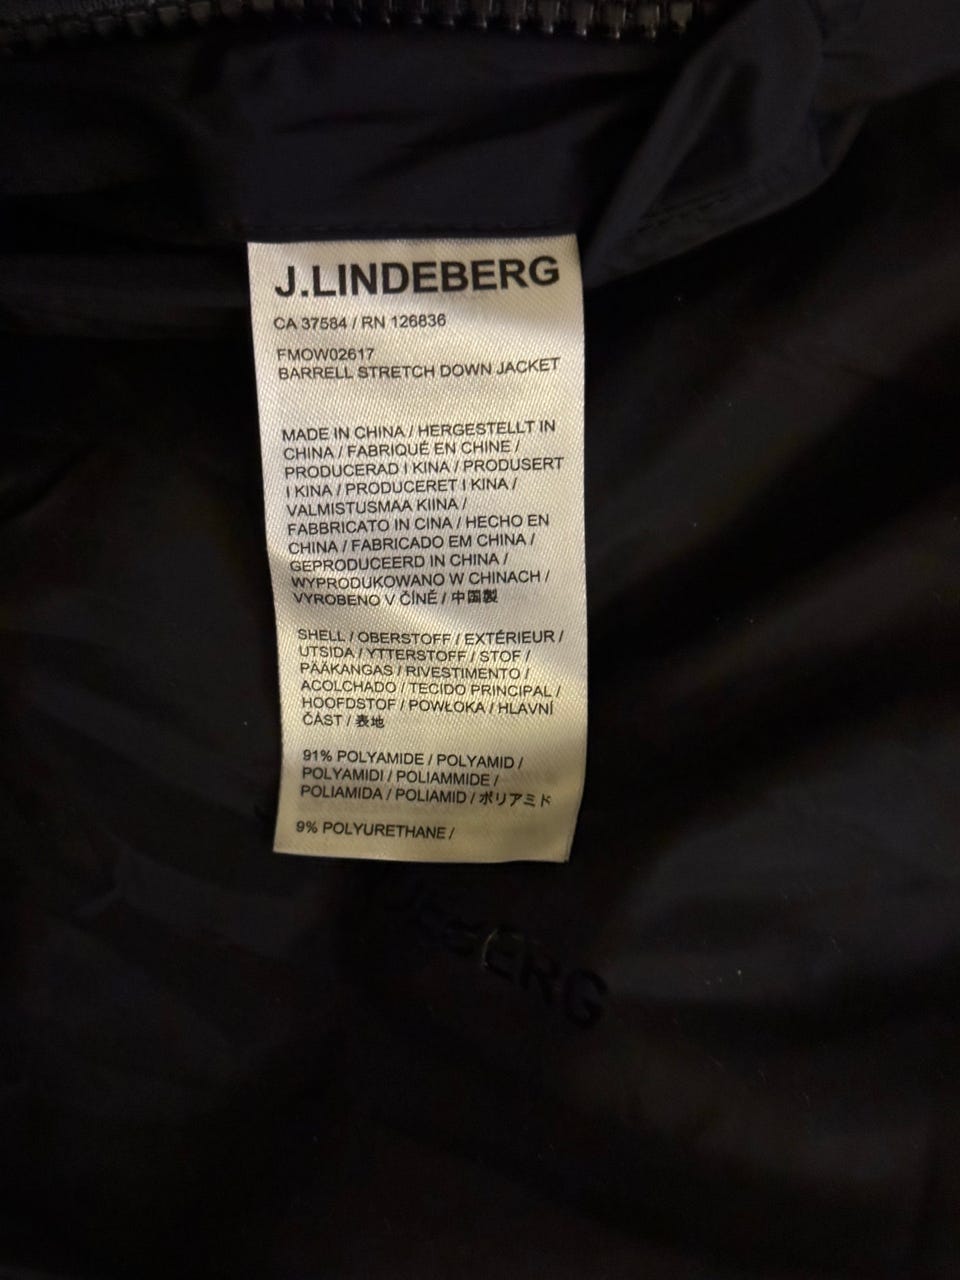 J.LINDEBERG
CA 37584 / RN 126836
FMOW02617
BARRELL STRETCH DOWN JACKET
MADE IN CHINA / HERGESTELLT IN
CHINA / FABRIQUÉ EN CHINE /
PRODUCERAD I KINA / PRODUSERT
I KINA / PRODUCERET I KINA /
VALMISTUSMAA KIINA /
FABBRICATO IN CINA / HECHO EN
CHINA / FABRICADO EM CHINA /
GEPRODUCEERD IN CHINA /
WYPRODUKOWANO W CHINACH /
VYROBENO V ČÍNĚ / 中国製
SHELL / OBERSTOFF / EXTÉRIEUR /
UTSIDA / YTTERSTOFF / STOF /
PÄÄKANGAS / RIVESTIMENTO /
ACOLCHADO / TECIDO PRINCIPAL /
HOOFDSTOF / POWŁOKA / HLAVNÍ
ČÁST / 表地
91% POLYAMIDE / POLYAMID /
POLYAMIDI / POLIAMMIDE /
POLIAMIDA / POLIAMID / ポリアミド
9% POLYURETHANE /